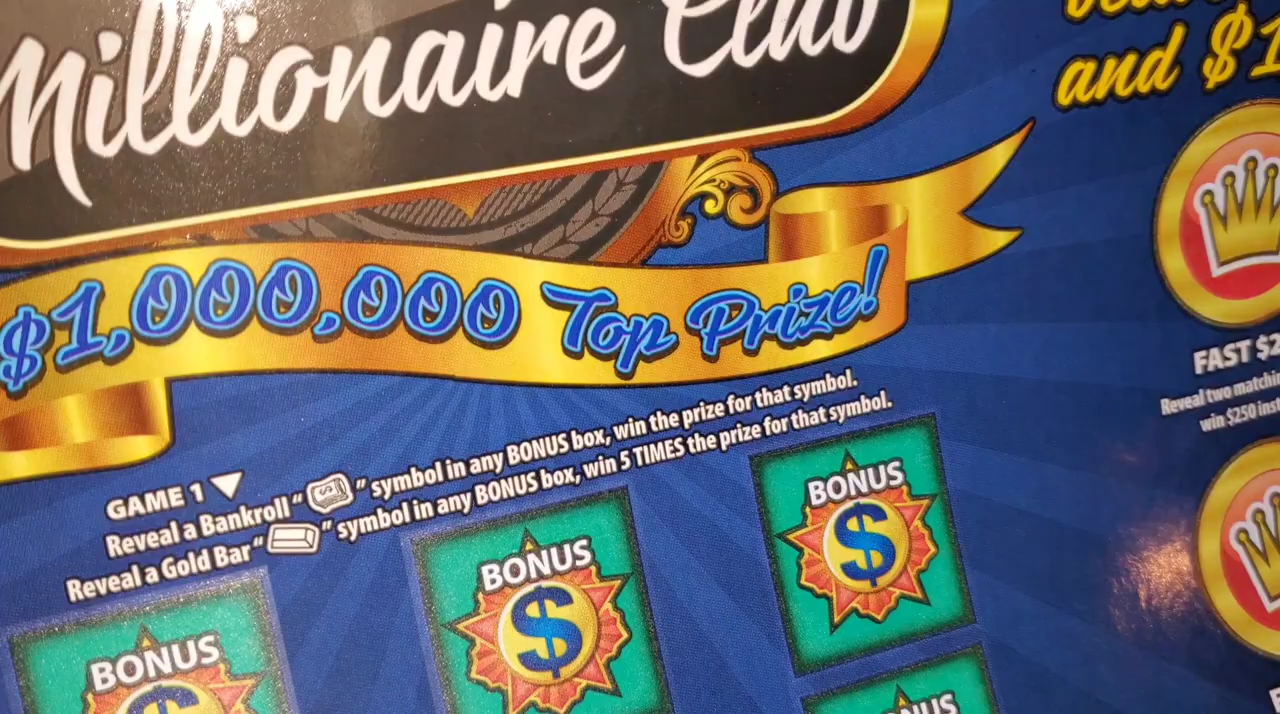 Millionaire Club
and $1
$1,000,000 Top Prize!
FAST $2
Reveal two
win $250
GAME 1
Reveal a Bankroll “ ” symbol in any BONUS box, win the prize for that symbol.
Reveal a Gold Bar “ ” symbol in any BONUS box, win 5 TIMES the prize for that symbol.
BONUS
$
BONUS
$
BONUS
$
BONUS